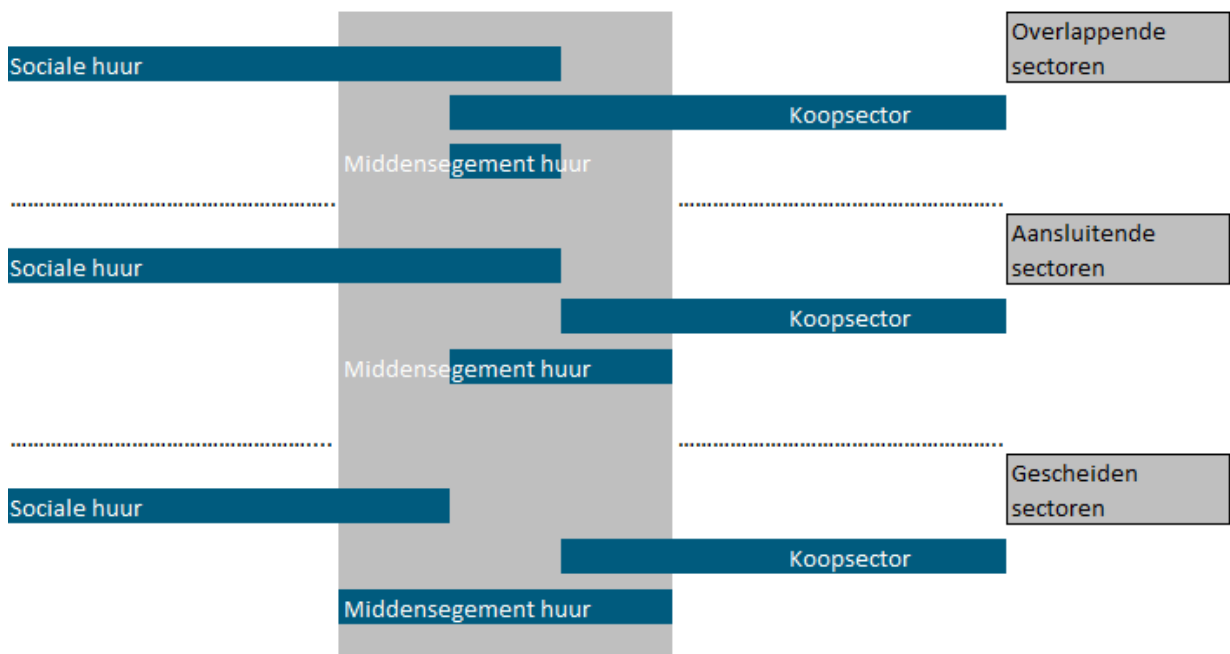 Overlappende
sectoren
Sociale huur
Koopsector
Middensegement huur
……………………………………………….. ………………………………………………..
Aansluitende
sectoren
Sociale huur
Koopsector
Middensegement huur
…………………………………………….... ………………………………………………..
Gescheiden
sectoren
Sociale huur
Koopsector
Middensegement huur